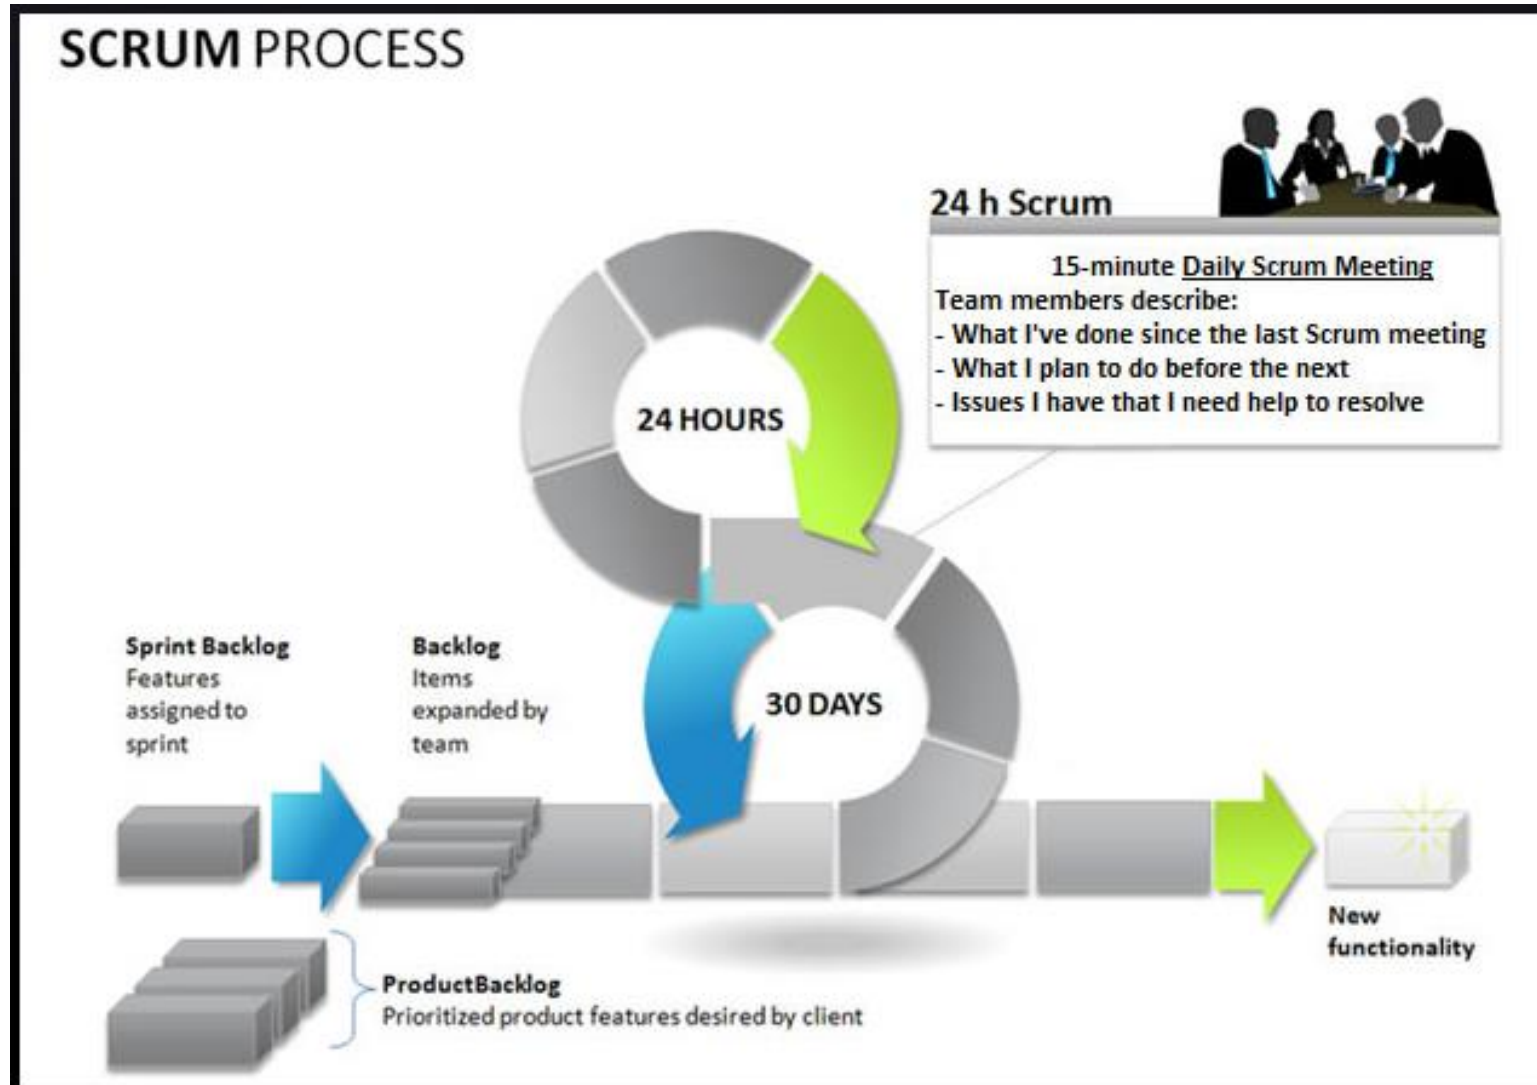 SCRUM PROCESS
24 h Scrum
15-minute Daily Scrum Meeting
Team members describe:
- What I've done since the last Scrum meeting
- What I plan to do before the next
- Issues I have that I need help to resolve
24 HOURS
30 DAYS
Sprint Backlog
Features
assigned to
sprint
Backlog
Items
expanded by
team
New
functionality
ProductBacklog
Prioritized product features desired by client